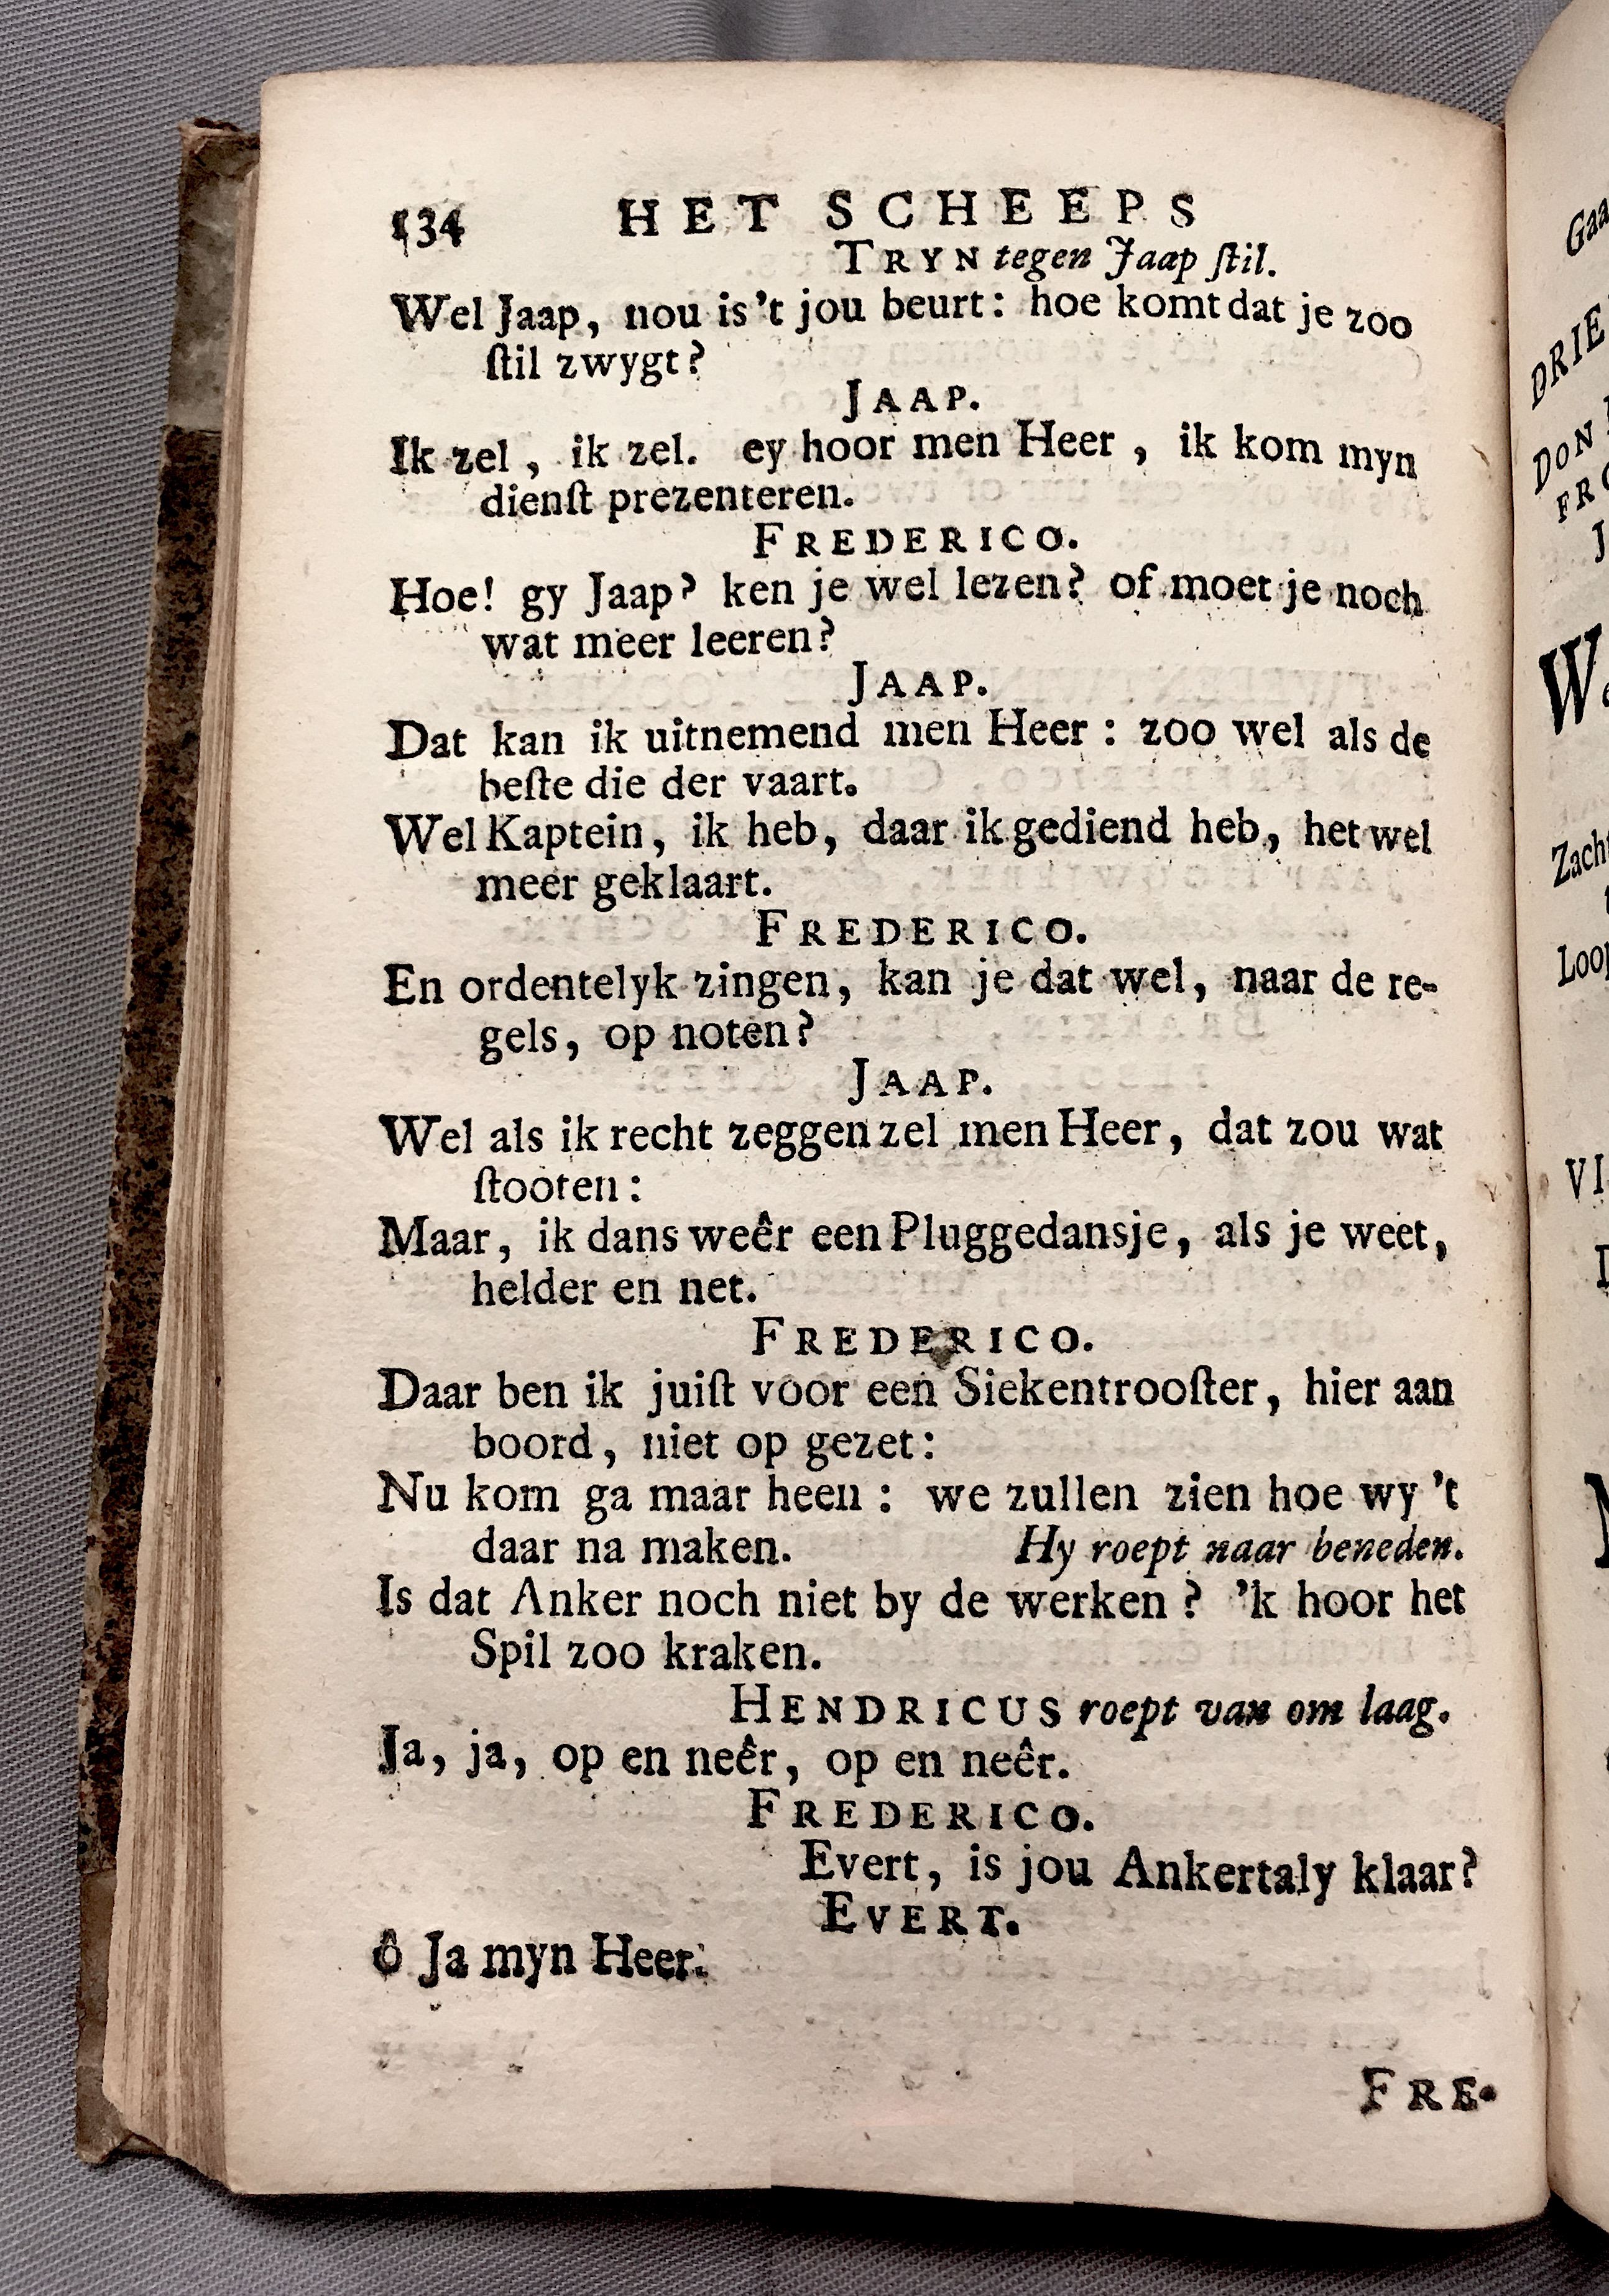 134 HET SCHEEPS
TRYN tegen Jaap ſtil.
Wel Jaap, nou is 't jou beurt: hoe komt dat je zoo
ſtil zwygt?
JAAP.
Ik zel, ik zel. ey hoor men Heer, ik kom myn
dienſt prezenteren.
FREDERICO.
Hoe! gy Jaap? ken je wel lezen? of moet je noch
wat meer leeren?
JAAP.
Dat kan ik uitnemend men Heer: zoo wel als de
beſte die der vaart.
Wel Kaptein, ik heb, daar ik gediend heb, het wel
meer geklaart.
FREDERICO.
En ordentelyk zingen, kan je dat wel, naar de re-
gels, op noten?
JAAP.
Wel als ik recht zeggen zel men Heer, dat zou wat
ſtooten:
Maar, ik dans weêr een Pluggedansje, als je weet,
helder en net.
FREDERICO.
Daar ben ik juiſt voor een Siekentrooſter, hier aan
boord, niet op gezet:
Nu kom ga maar heen: we zullen zien hoe wy 't
daar na maken. Hy roept naar beneden.
Is dat Anker noch niet by de werken? 'k hoor het
Spil zoo kraken.
HENDRICUS roept van om laag.
Ja, ja, op en neêr, op en neêr.
FREDERICO.
Evert, is jou Ankertaly klaar?
EVERT.
ô Ja myn Heer.
FRE-
Gaa
DRIE
DON
FRO
J
We
Zacht
Loop
VI